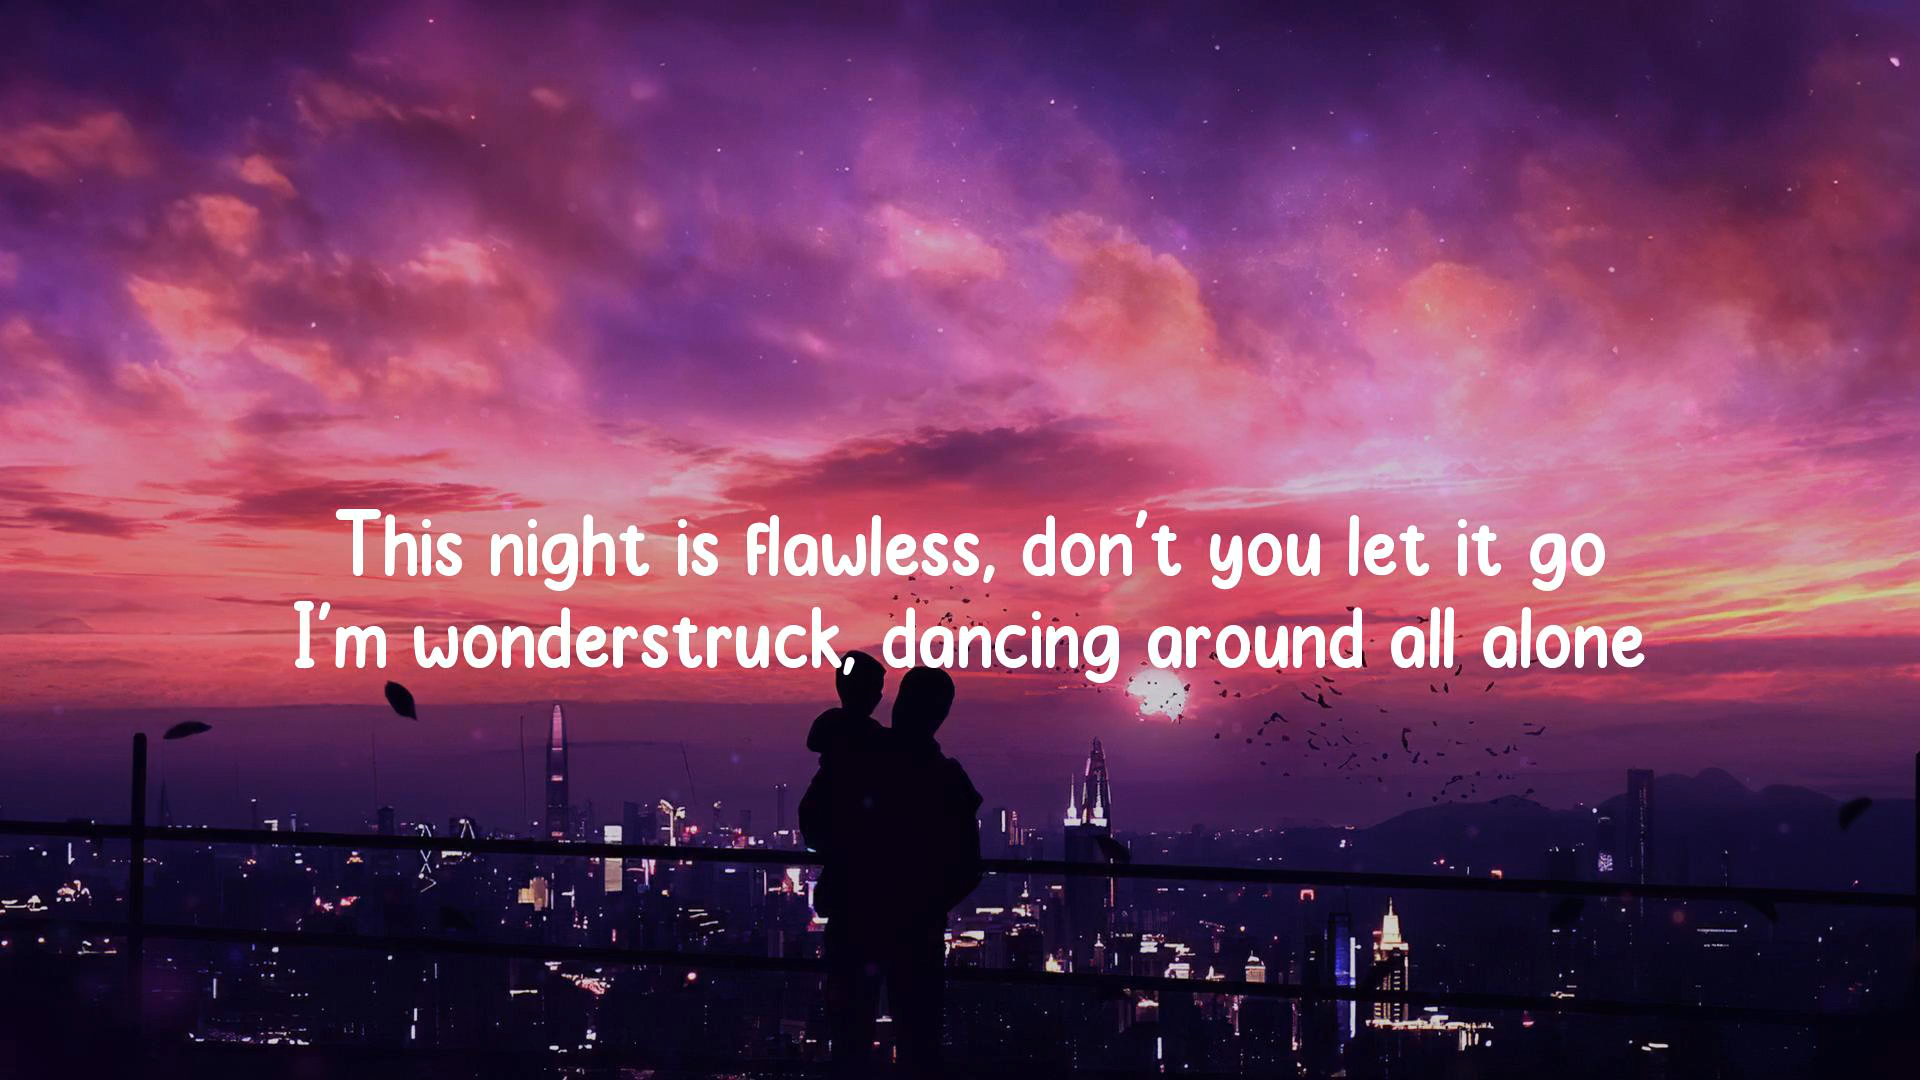 This night is flawless, don't you let it go
I'm wonderstruck, dancing around all alone